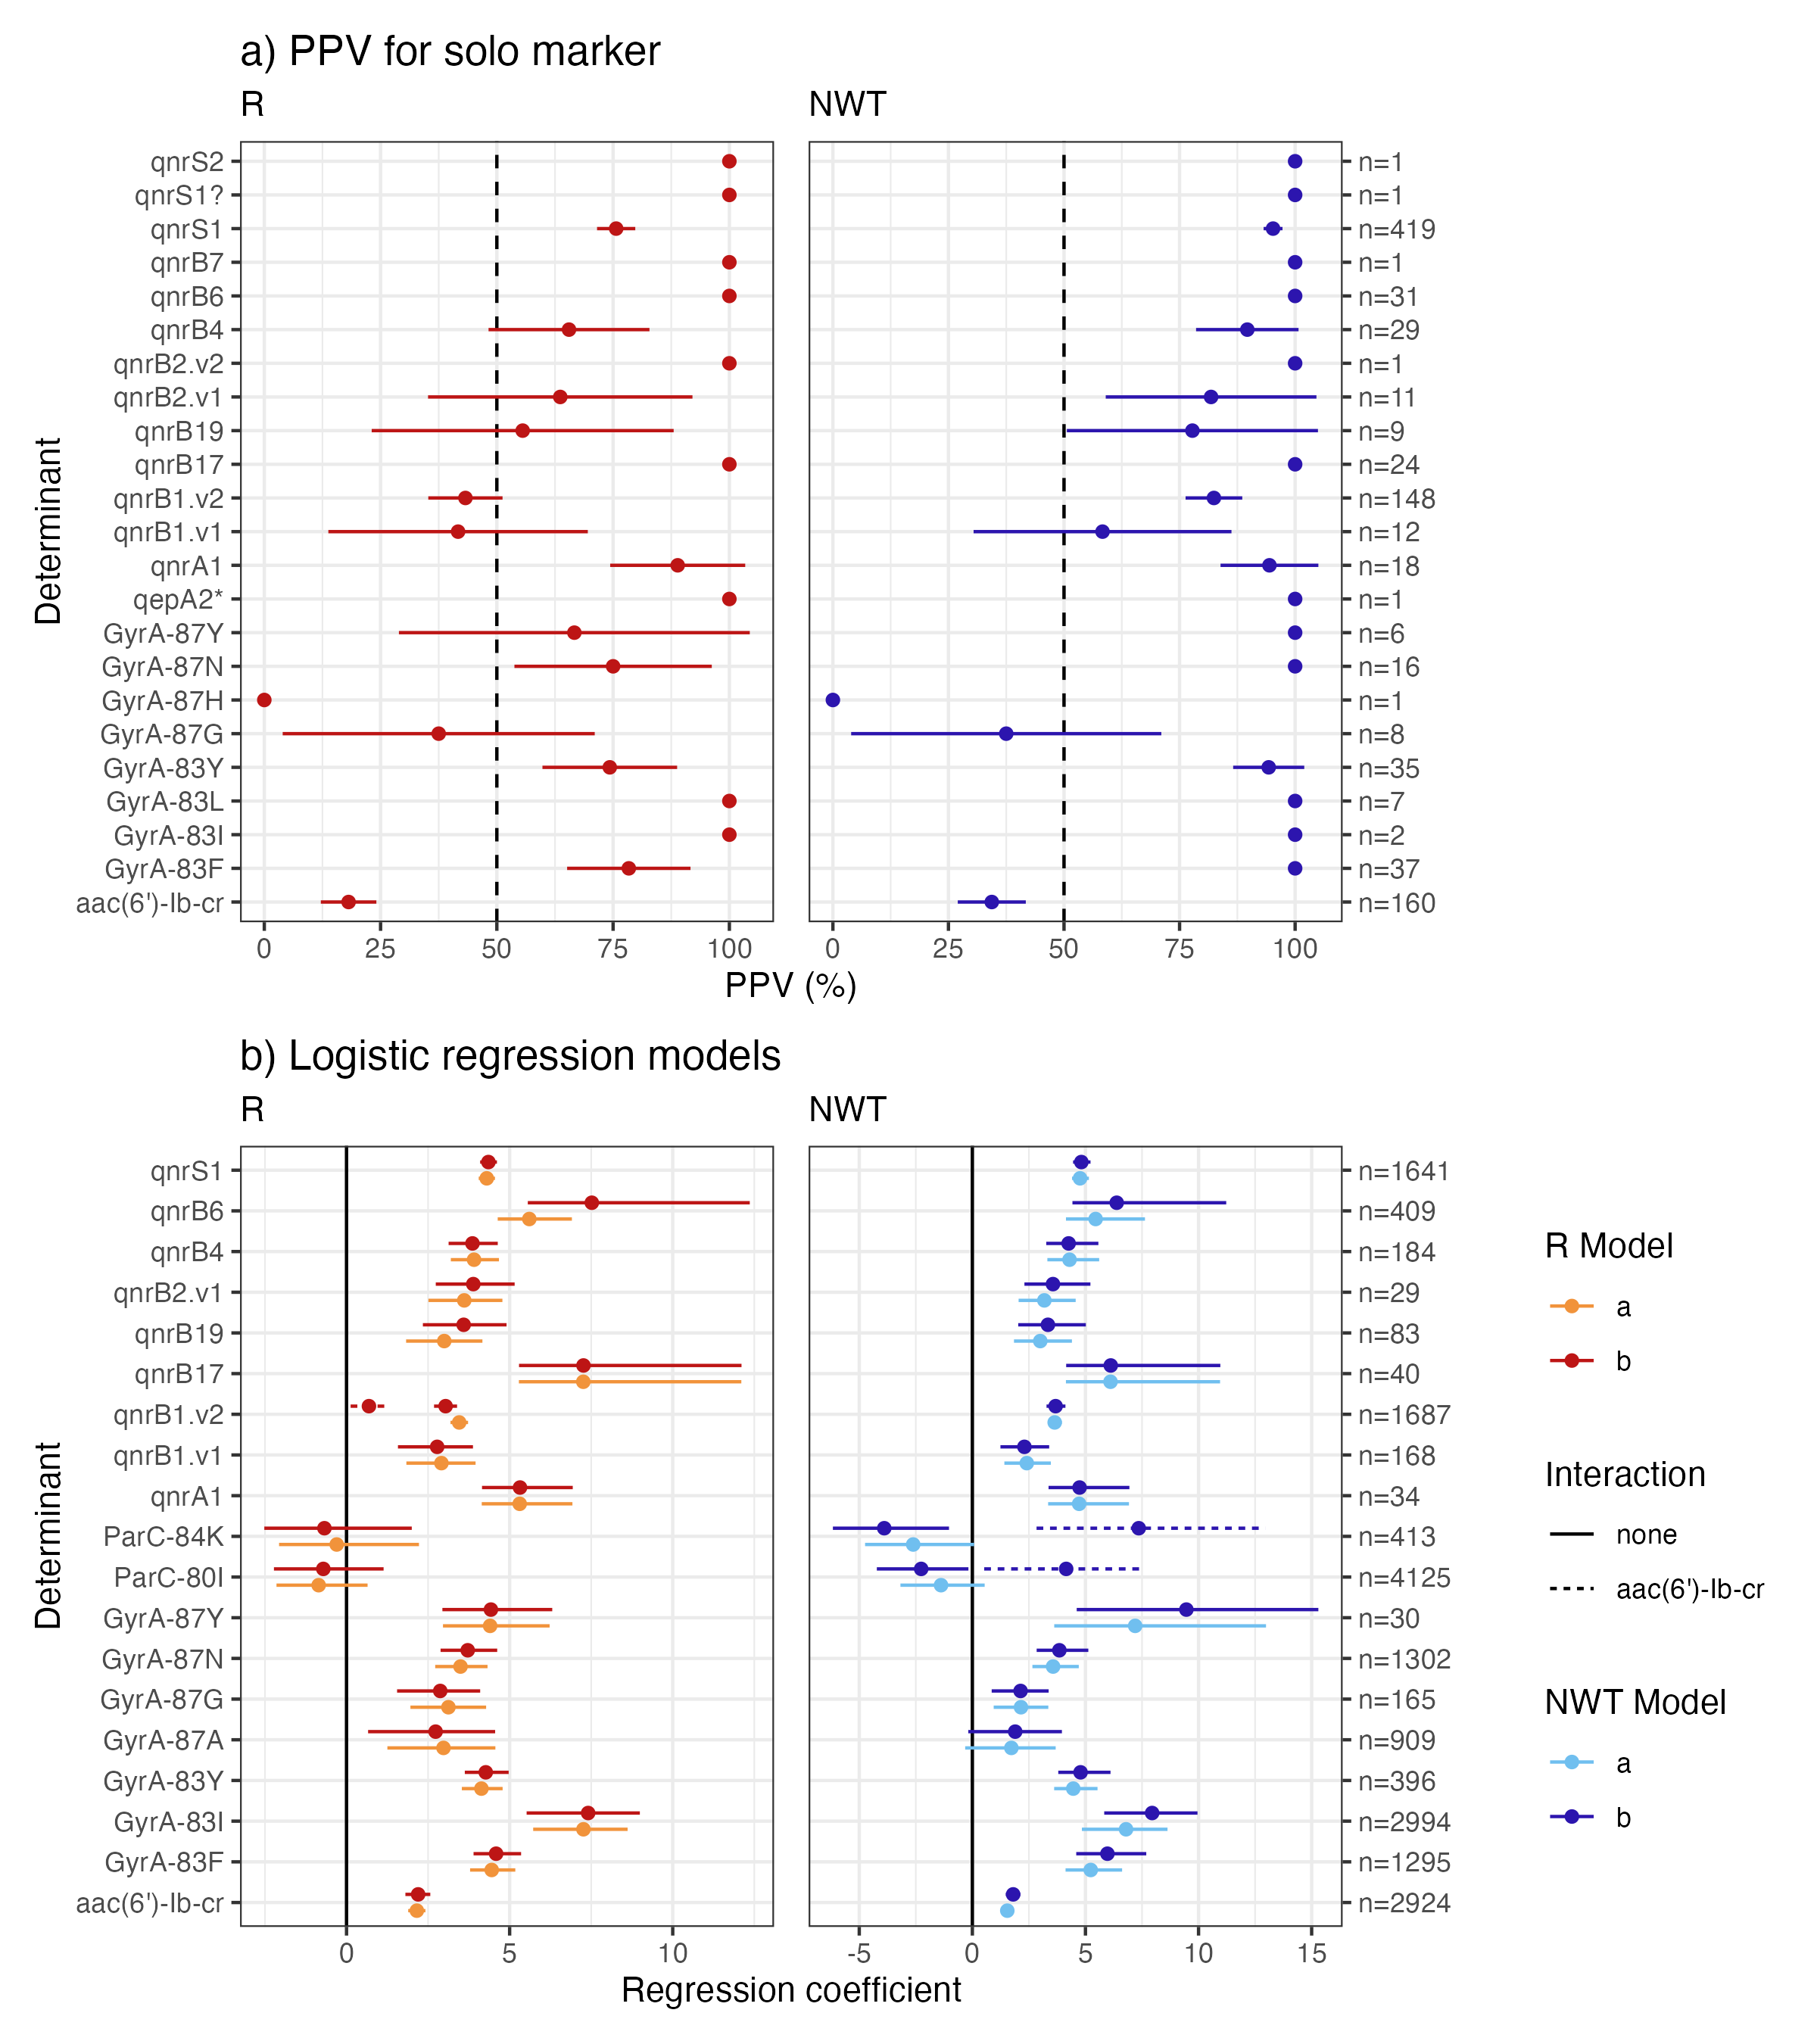 a) PPV for solo marker
R
NWT
Determinant
qnrS2
n=1
qnrS1?
n=1
qnrS1
n=419
qnrB7
n=1
qnrB6
n=31
qnrB4
n=29
qnrB2.v2
n=1
qnrB2.v1
n=11
qnrB19
n=9
qnrB17
n=24
qnrB1.v2
n=148
qnrB1.v1
n=12
qnrA1
n=18
qepA2*
n=1
GyrA-87Y
n=6
GyrA-87N
n=16
GyrA-87H
n=1
GyrA-87G
n=8
GyrA-83Y
n=35
GyrA-83L
n=7
GyrA-83I
n=2
GyrA-83F
n=37
aac(6')-Ib-cr
n=160
0 25 50 75 100
0 25 50 75 100
PPV (%)
b) Logistic regression models
R
NWT
Determinant
qnrS1
n=1641
qnrB6
n=409
qnrB4
n=184
qnrB2.v1
n=29
qnrB19
n=83
qnrB17
n=40
qnrB1.v2
n=1687
qnrB1.v1
n=168
qnrA1
n=34
ParC-84K
n=413
ParC-80I
n=4125
GyrA-87Y
n=30
GyrA-87N
n=1302
GyrA-87G
n=165
GyrA-87A
n=909
GyrA-83Y
n=396
GyrA-83I
n=2994
GyrA-83F
n=1295
aac(6')-Ib-cr
n=2924
0 5 10
-5 0 5 10 15
Regression coefficient
R Model
a
b
Interaction
none
aac(6')-Ib-cr
NWT Model
a
b